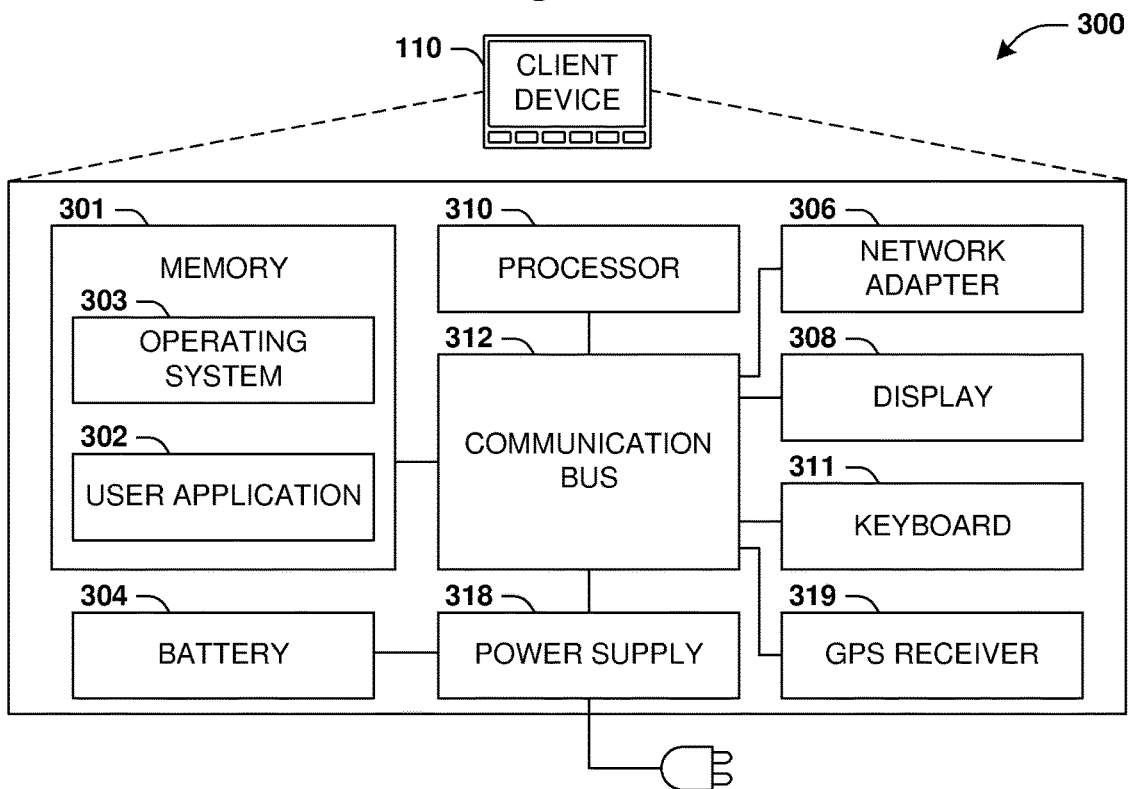 300
110
CLIENT
DEVICE
301
MEMORY
303
OPERATING
SYSTEM
302
USER APPLICATION
304
BATTERY
310
PROCESSOR
312
COMMUNICATION
BUS
318
POWER SUPPLY
306
NETWORK
ADAPTER
308
DISPLAY
311
KEYBOARD
319
GPS RECEIVER